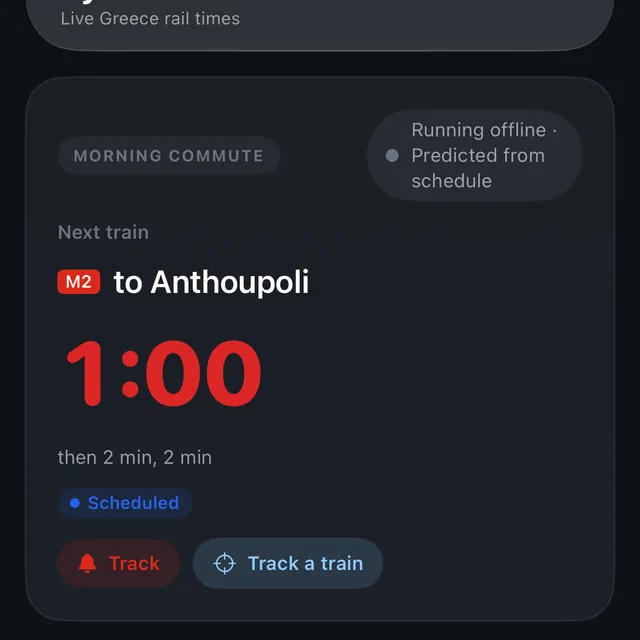 Live Greece rail times
MORNING COMMUTE
Running offline ·
Predicted from
schedule
Next train
M2 to Anthoupoli
1:00
then 2 min, 2 min
Scheduled
Track
Track a train